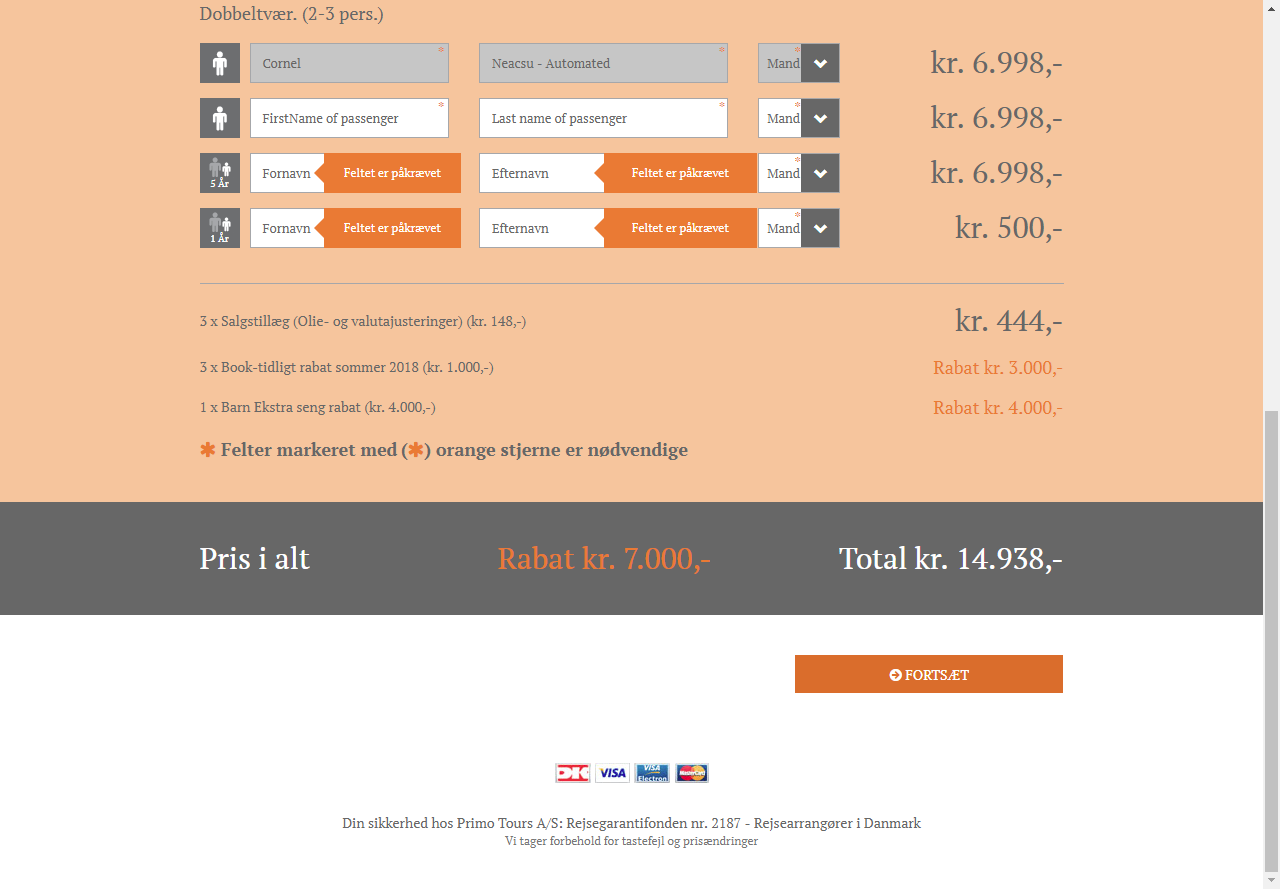 Dobbeltvær. (2-3 pers.)
Cornel * Neacsu - Automated * Mand * kr. 6.998,-
FirstName of passenger * Last name of passenger * Mand * kr. 6.998,-
5 År Fornavn Feltet er påkrævet Efternavn Feltet er påkrævet Mand * kr. 6.998,-
1 År Fornavn Feltet er påkrævet Efternavn Feltet er påkrævet Mand * kr. 500,-
3 x Salgstillæg (Olie- og valutajusteringer) (kr. 148,-) kr. 444,-
3 x Book-tidligt rabat sommer 2018 (kr. 1.000,-) Rabat kr. 3.000,-
1 x Barn Ekstra seng rabat (kr. 4.000,-) Rabat kr. 4.000,-
✱ Felter markeret med (✱) orange stjerne er nødvendige
Pris i alt Rabat kr. 7.000,- Total kr. 14.938,-
FORTSÆT
DK VISA VISA Electron MasterCard
Din sikkerhed hos Primo Tours A/S: Rejsegarantifonden nr. 2187 - Rejsearrangører i Danmark
Vi tager forbehold for tastefejl og prisændringer